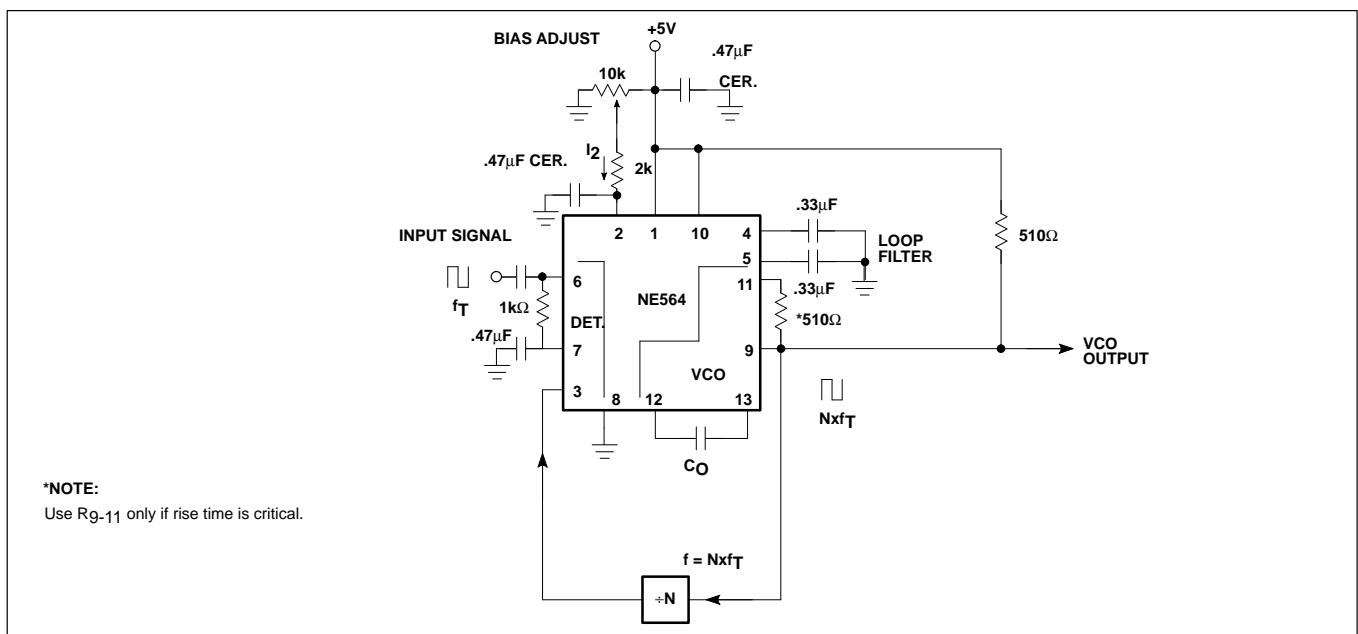 +5V
BIAS ADJUST
.47μF
CER.
10k
I2
2k
.47μF CER.
.33μF
LOOP
FILTER
510Ω
INPUT SIGNAL
2
1
10
4
5
11
6
NE564
.33μF
*510Ω
fT
1kΩ
DET.
.47μF
7
9
VCO
OUTPUT
VCO
3
8
12
13
NxfT
CO
*NOTE:
Use R9-11 only if rise time is critical.
f = NxfT
÷N